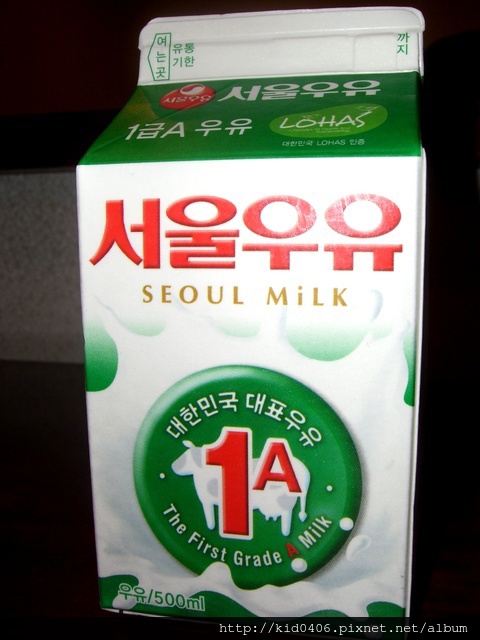 여는곳
유통
기한
까지
서울우유
서울우유
1급A 우유
LOHAS
대한민국 LOHAS 인증
서울우유
SEOUL MiLK
대한민국 대표우유
1A
The First Grade A Milk
우유/500ml
http://kid0406.pixnet.net/album